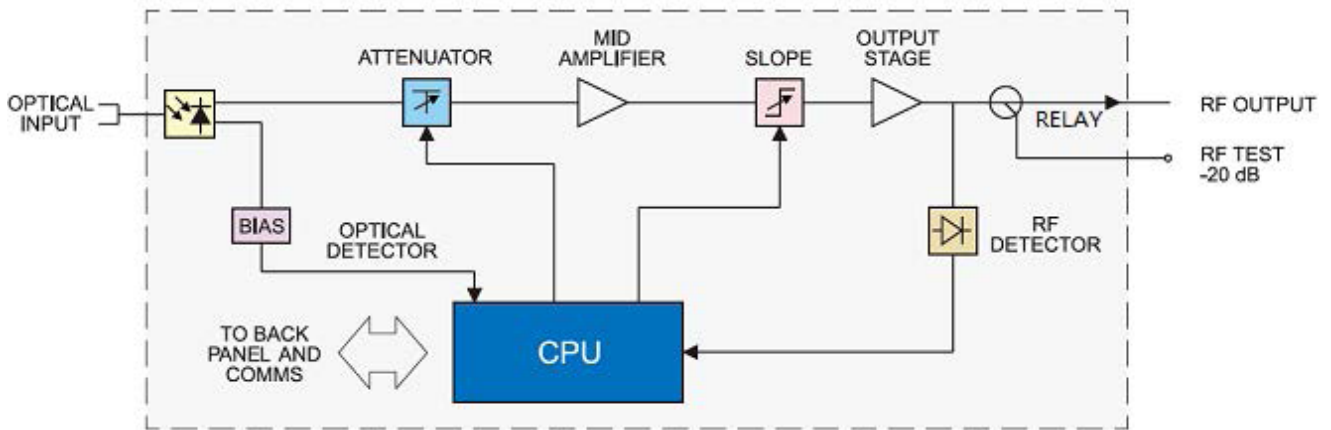 OPTICAL
INPUT
ATTENUATOR
MID
AMPLIFIER
SLOPE
OUTPUT
STAGE
RELAY
RF OUTPUT
RF TEST
-20 dB
BIAS
OPTICAL
DETECTOR
RF
DETECTOR
TO BACK
PANEL AND
COMMS
CPU